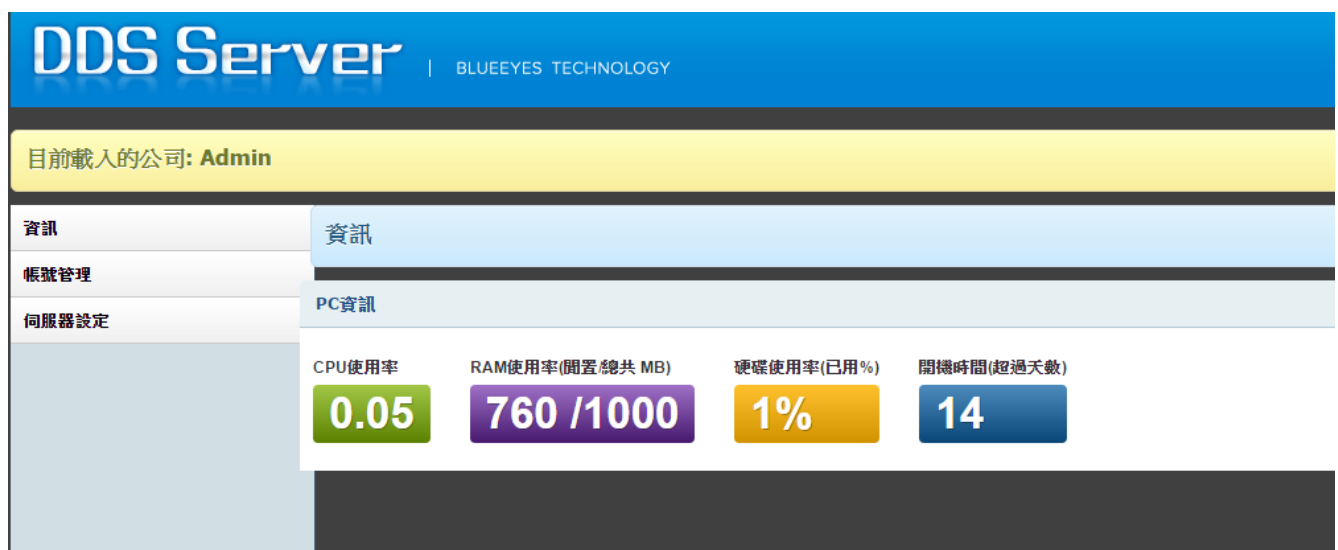 DDS Server | BLUEEYES TECHNOLOGY
目前載入的公司: Admin
資訊
帳號管理
伺服器設定
資訊
PC資訊
CPU使用率 RAM使用率(閒置/總共 MB) 硬碟使用率(已用%) 開機時間(超過天數)
0.05 760 /1000 1% 14